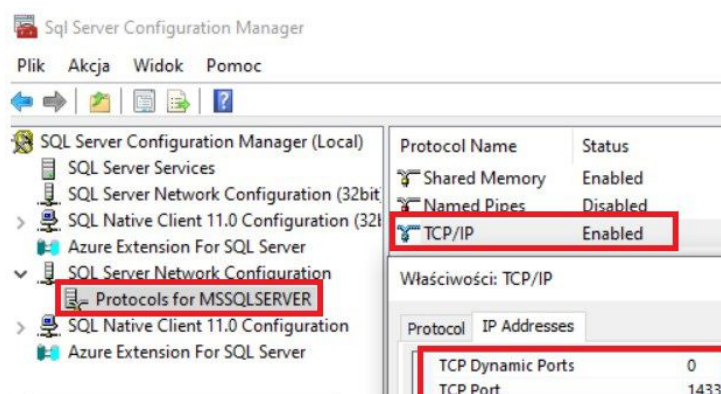 Sql Server Configuration Manager
Plik Akcja Widok Pomoc
SQL Server Configuration Manager (Local)
SQL Server Services
SQL Server Network Configuration (32bit
SQL Native Client 11.0 Configuration (32b
Azure Extension For SQL Server
SQL Server Network Configuration
Protocols for MSSQLSERVER
SQL Native Client 11.0 Configuration
Azure Extension For SQL Server
Protocol Name Status
Shared Memory Enabled
Named Pipes Disabled
TCP/IP Enabled
Właściwości: TCP/IP
Protocol IP Addresses
TCP Dynamic Ports 0
TCP Port 1433